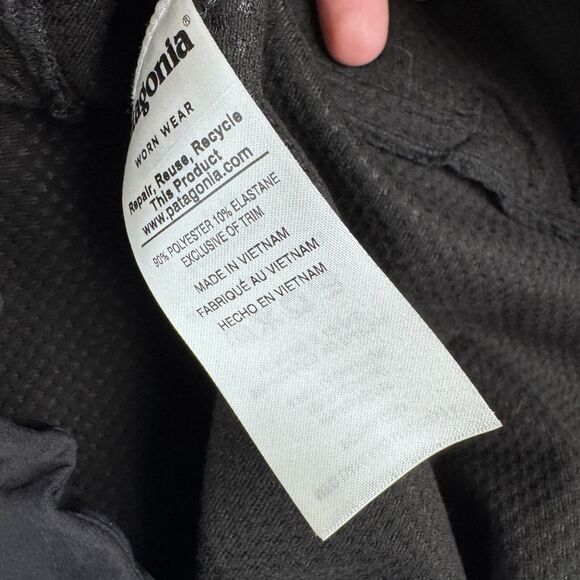 patagonia®
WORN WEAR
Repair, Reuse, Recycle
This Product
www.patagonia.com
90% POLYESTER 10% ELASTANE
EXCLUSIVE OF TRIM
MADE IN VIETNAM
FABRIQUÉ AU VIETNAM
HECHO EN VIETNAM